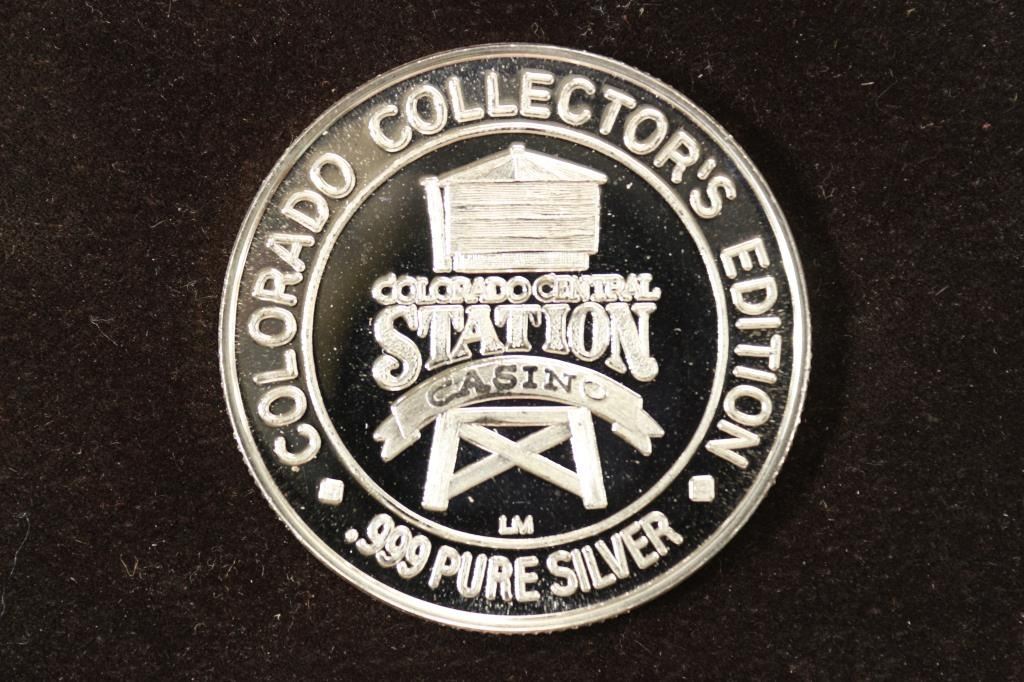 COLORADO COLLECTOR'S EDITION
COLORADO CENTRAL
STATION
CASINO
LM
.999 PURE SILVER